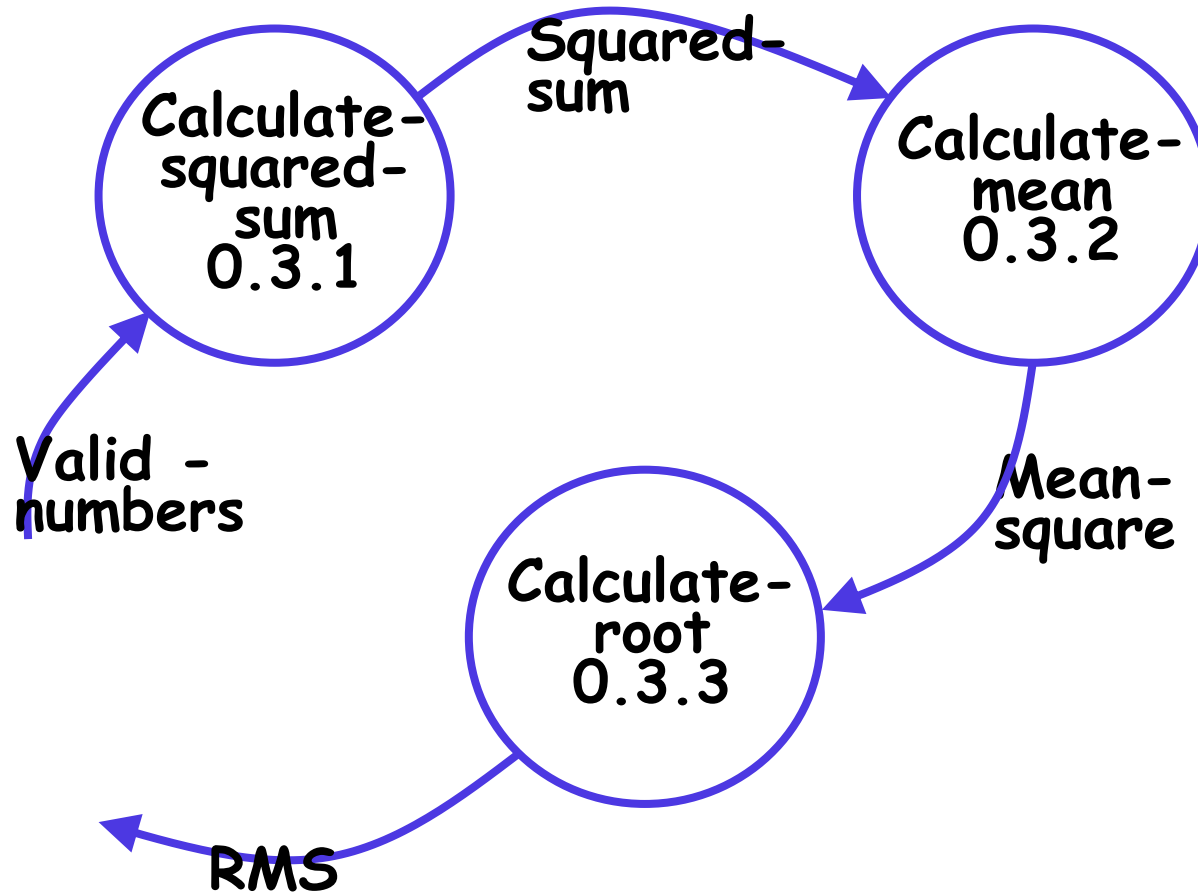 Squared-
sum
Calculate-
squared-
sum
0.3.1
Calculate-
mean
0.3.2
Valid -
numbers
Mean-
square
Calculate-
root
0.3.3
RMS